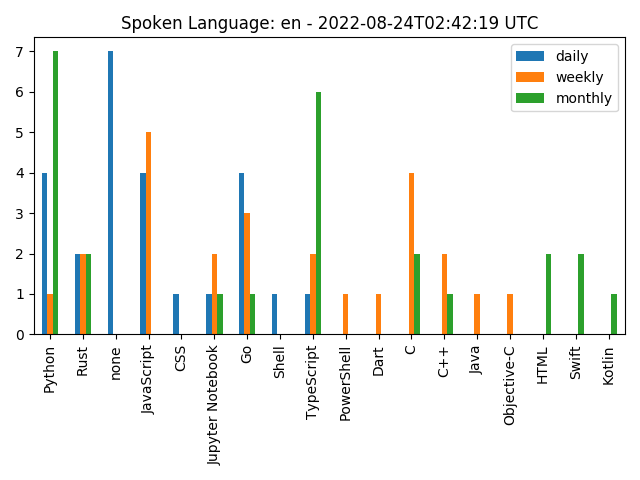 Spoken Language: en - 2022-08-24T02:42:19 UTC
daily
weekly
monthly
7
6
5
4
3
2
1
0
Python
Rust
none
JavaScript
CSS
Jupyter Notebook
Go
Shell
TypeScript
PowerShell
Dart
C
C++
Java
Objective-C
HTML
Swift
Kotlin